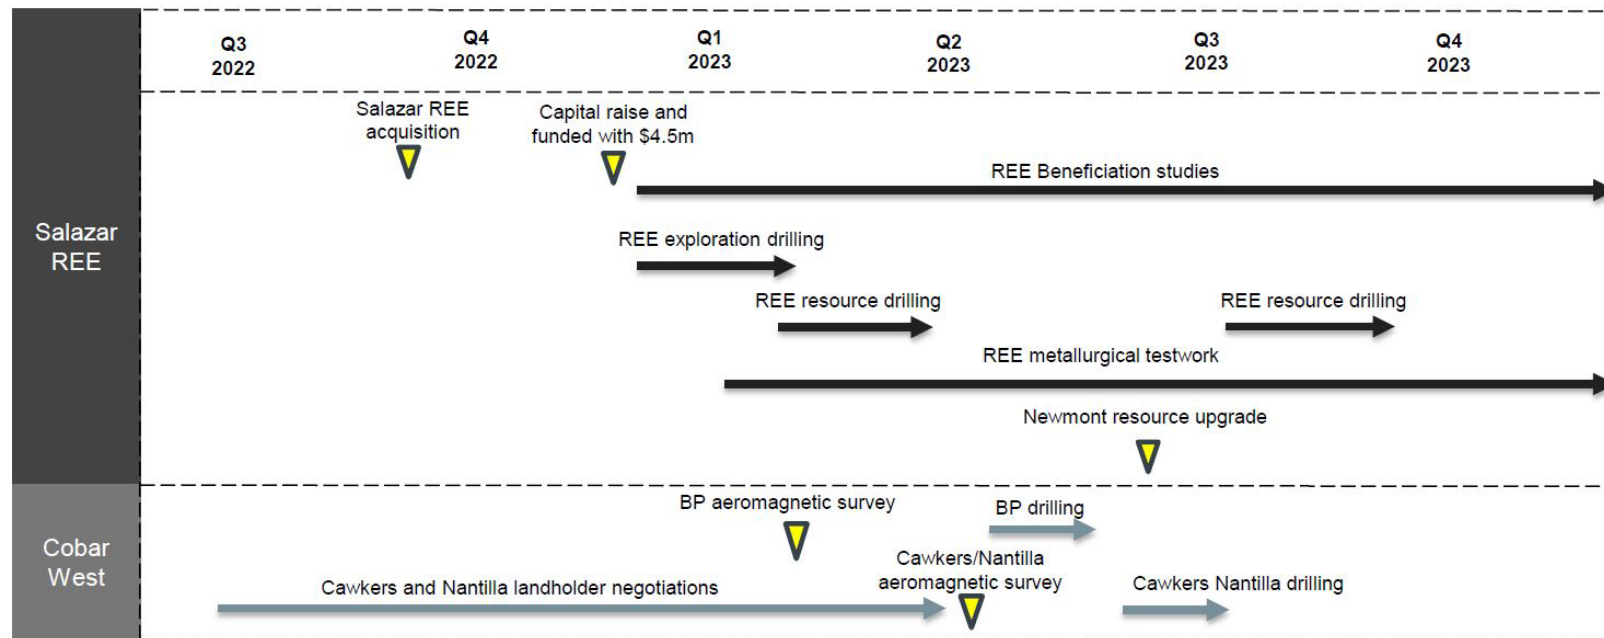 Q3
2022
Q4
2022
Q1
2023
Q2
2023
Q3
2023
Q4
2023
Salazar
REE
Salazar REE
acquisition
Capital raise and
funded with $4.5m
REE Beneficiation studies
REE exploration drilling
REE resource drilling
REE resource drilling
REE metallurgical testwork
Newmont resource upgrade
Cobar
West
BP aeromagnetic survey
BP drilling
Cawkers/Nantilla
aeromagnetic survey
Cawkers and Nantilla landholder negotiations
Cawkers Nantilla drilling